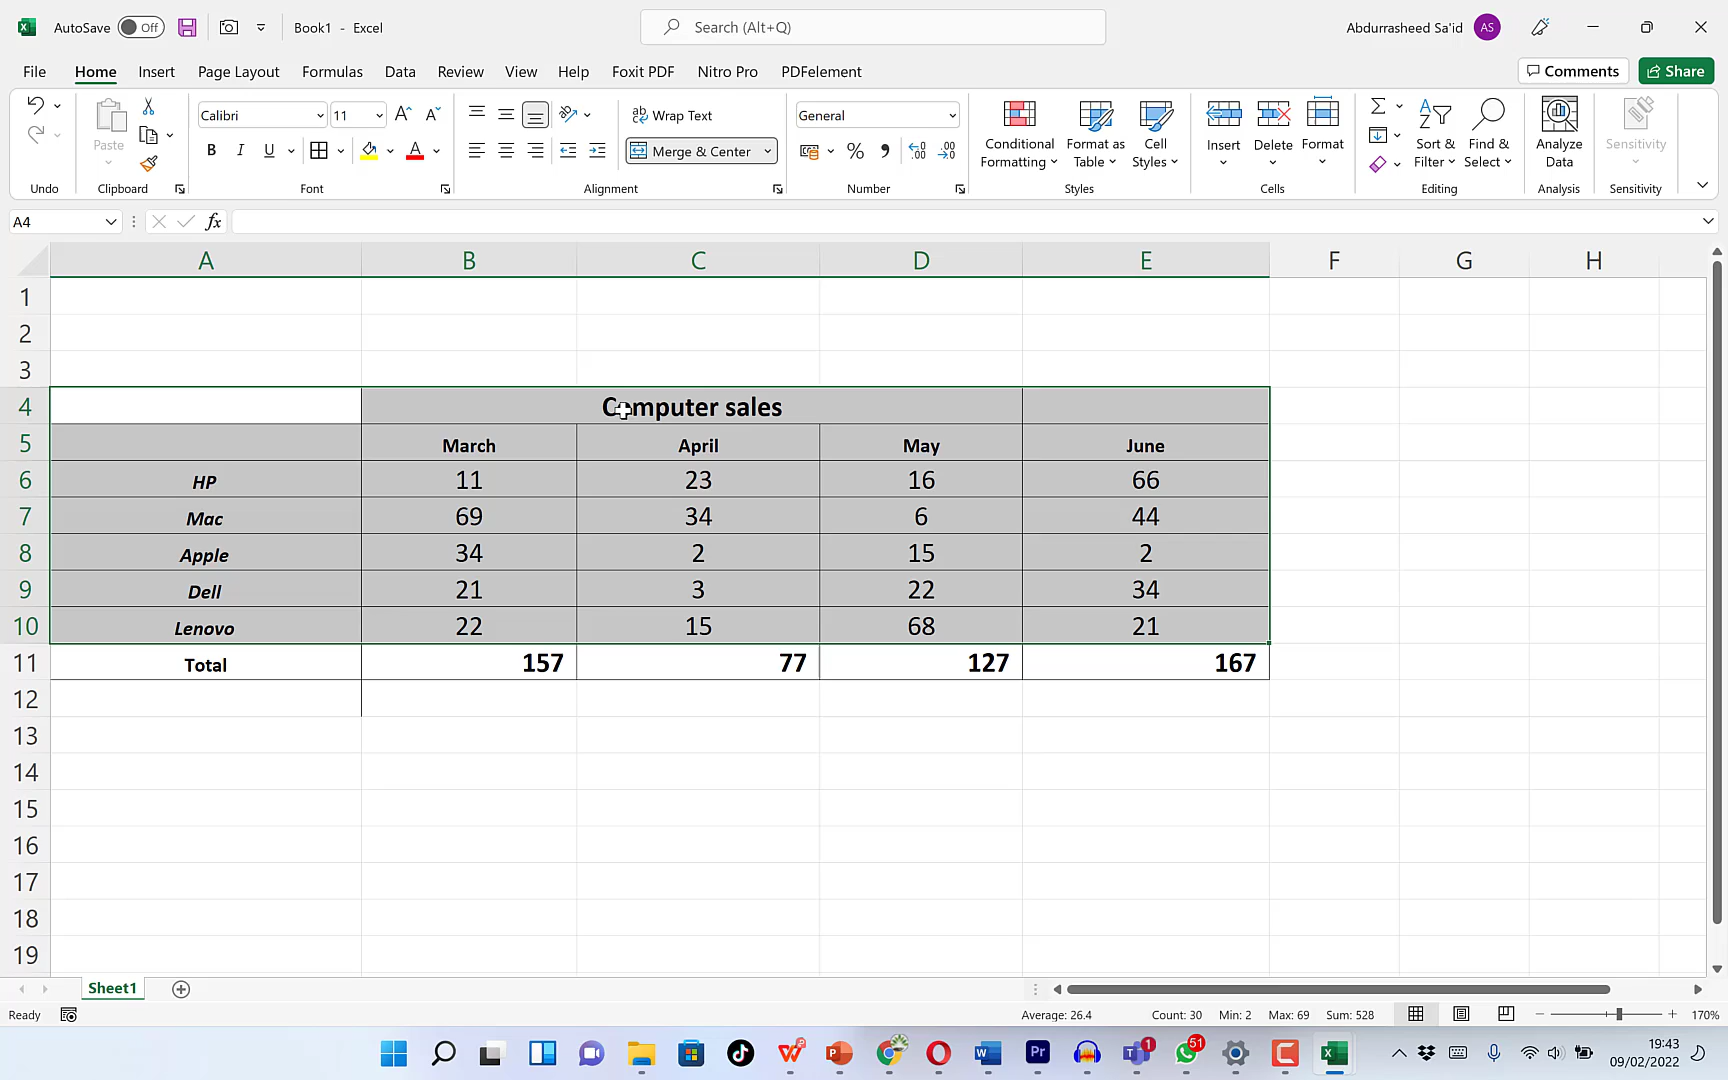 AutoSave Off Book1 - Excel Search (Alt+Q) Abdurrasheed Sa'id AS
File Home Insert Page Layout Formulas Data Review View Help Foxit PDF Nitro Pro PDFelement Comments Share
Calibri 11 Wrap Text General
Paste Conditional Formatting Format as Table Cell Styles Insert Delete Format Sort & Filter Find & Select Analyze Data Sensitivity
B I U A Merge & Center % 9
Undo Clipboard Font Alignment Number Styles Cells Editing Analysis Sensitivity
A4 fx
A B C D E F G H
1
2
3
4 Computer sales
5 March April May June
6 HP 11 23 16 66
7 Mac 69 34 6 44
8 Apple 34 2 15 2
9 Dell 21 3 22 34
10 Lenovo 22 15 68 21
11 Total 157 77 127 167
12
13
14
15
16
17
18
19
Sheet1
Ready Average: 26.4 Count: 30 Min: 2 Max: 69 Sum: 528 170%
W P W Pr 1 51 19:43
09/02/2022